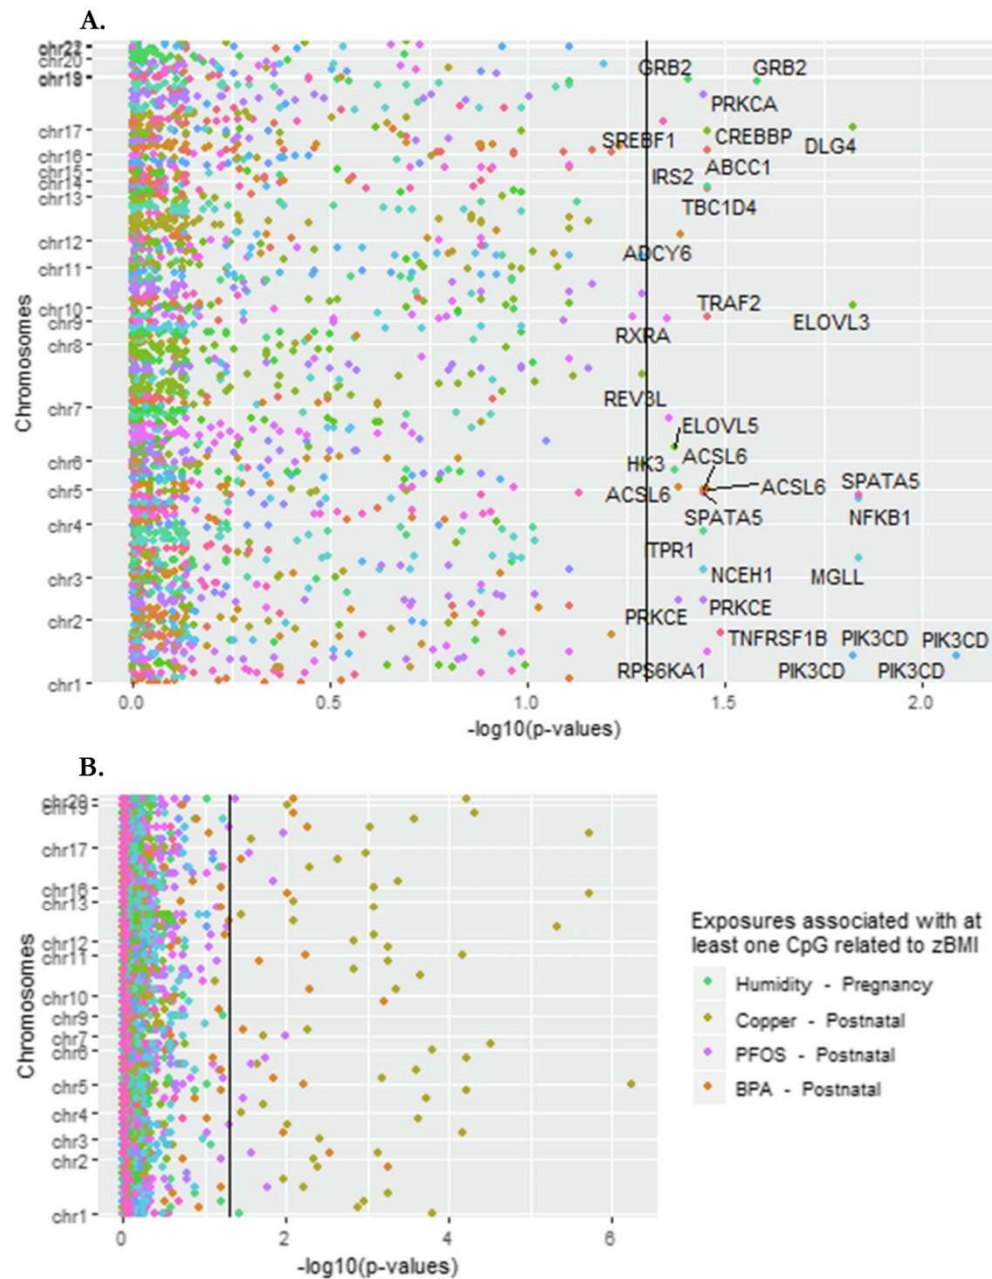 A.
chr20
GRB2 GRB2
chr19
PRKCA
chr17
SREBF1 CREBBP DLG4
chr16
ABCC1
chr15
IRS2
chr14
chr13
TBC1D4
chr12
ADCY6
chr11
chr10
TRAF2
chr9
ELOVL3
RXRA
chr8
REV3L
chr7
ELOVL5
chr6
HK3 ACSL6
SPATA5
chr5
ACSL6 ACSL6
SPATA5 NFKB1
chr4
ITPR1
chr3
NCEH1 MGLL
PRKCE PRKCE
chr2
TNFRSF1B PIK3CD PIK3CD
RPS6KA1 PIK3CD PIK3CD
chr1
Chromosomes
0.0 0.5 1.0 1.5 2.0
-log10(p-values)
B.
chr20
chr19
chr17
chr16
chr13
chr12
chr11
chr10
chr9
chr7
chr6
chr5
chr4
chr3
chr2
chr1
Chromosomes
0 2 4 6
-log10(p-values)
Exposures associated with at
least one CpG related to zBMI
Humidity - Pregnancy
Copper - Postnatal
PFOS - Postnatal
BPA - Postnatal